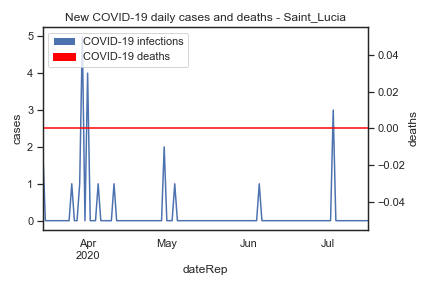 New COVID-19 daily cases and deaths - Saint_Lucia
COVID-19 infections
COVID-19 deaths
5
4
3
2
1
0
cases
0.04
0.02
0.00
−0.02
−0.04
deaths
Apr
2020
May
Jun
Jul
dateRep